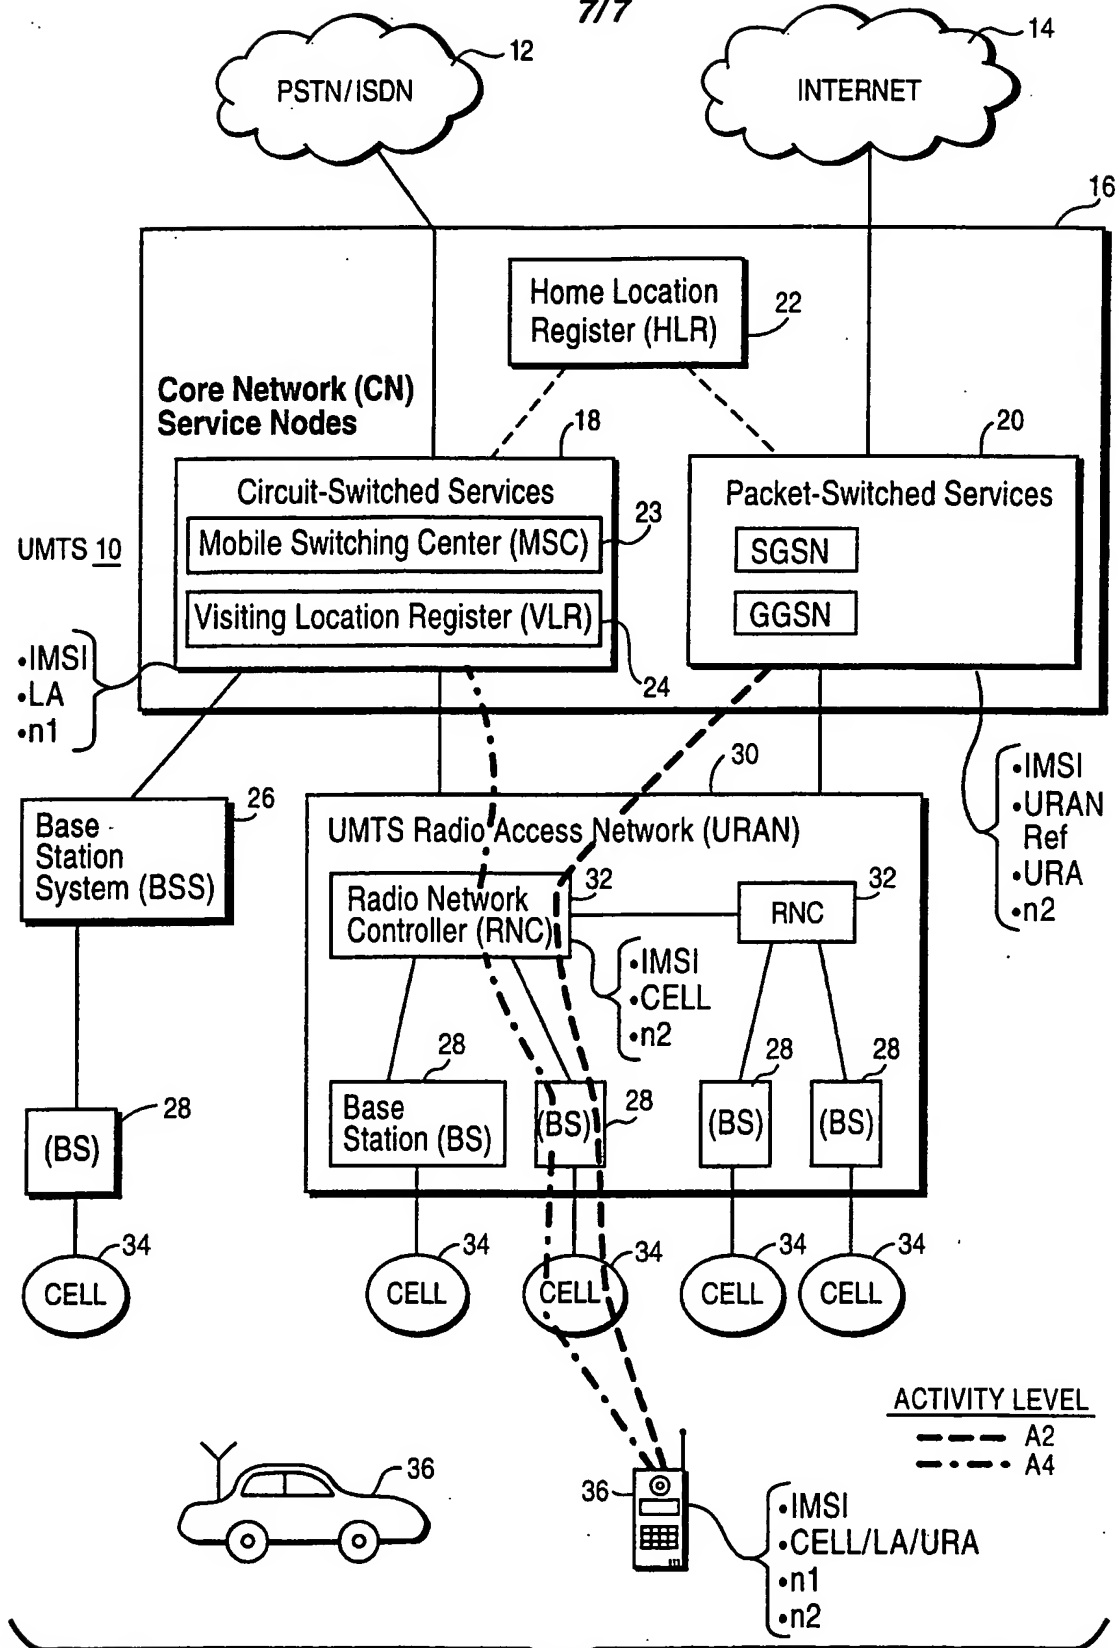 7/7
12
14
PSTN/ISDN
INTERNET
16
Home Location
Register (HLR)
22
Core Network (CN)
Service Nodes
18
20
Circuit-Switched Services
Packet-Switched Services
23
Mobile Switching Center (MSC)
SGSN
UMTS 10
Visiting Location Register (VLR)
GGSN
24
•IMSI
•LA
•n1
30
•IMSI
•URAN
Ref
•URA
•n2
26
Base
Station
System (BSS)
UMTS Radio Access Network (URAN)
32
32
Radio Network
Controller (RNC)
RNC
•IMSI
•CELL
•n2
28
28
28
28
28
(BS)
Base
Station (BS)
(BS)
(BS)
(BS)
34
34
34
34
34
CELL
CELL
CELL
CELL
CELL
ACTIVITY LEVEL
A2
A4
36
36
•IMSI
•CELL/LA/URA
•n1
•n2